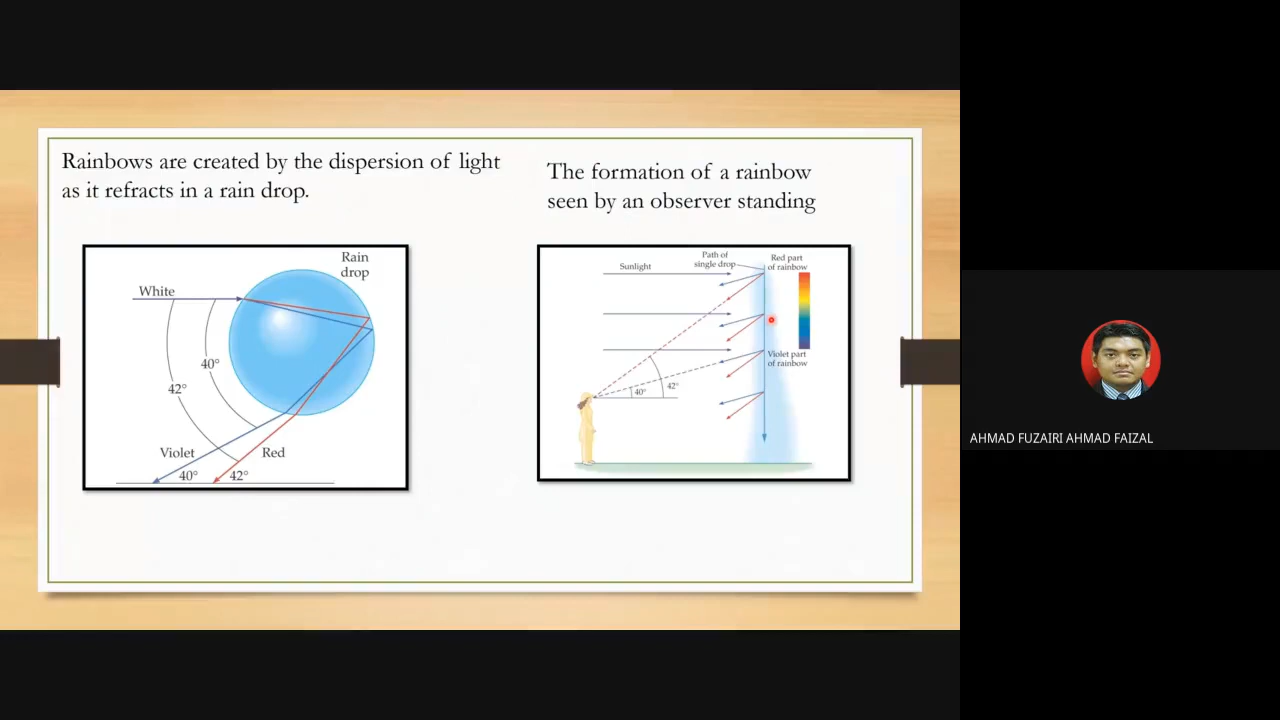 Rainbows are created by the dispersion of light
as it refracts in a rain drop.
The formation of a rainbow
seen by an observer standing
Rain
drop
White
40°
42°
Violet
Red
40°
42°
Path of
single drop
Red part
of rainbow
Sunlight
Violet part
of rainbow
40°
42°
AHMAD FUZAIRI AHMAD FAIZAL